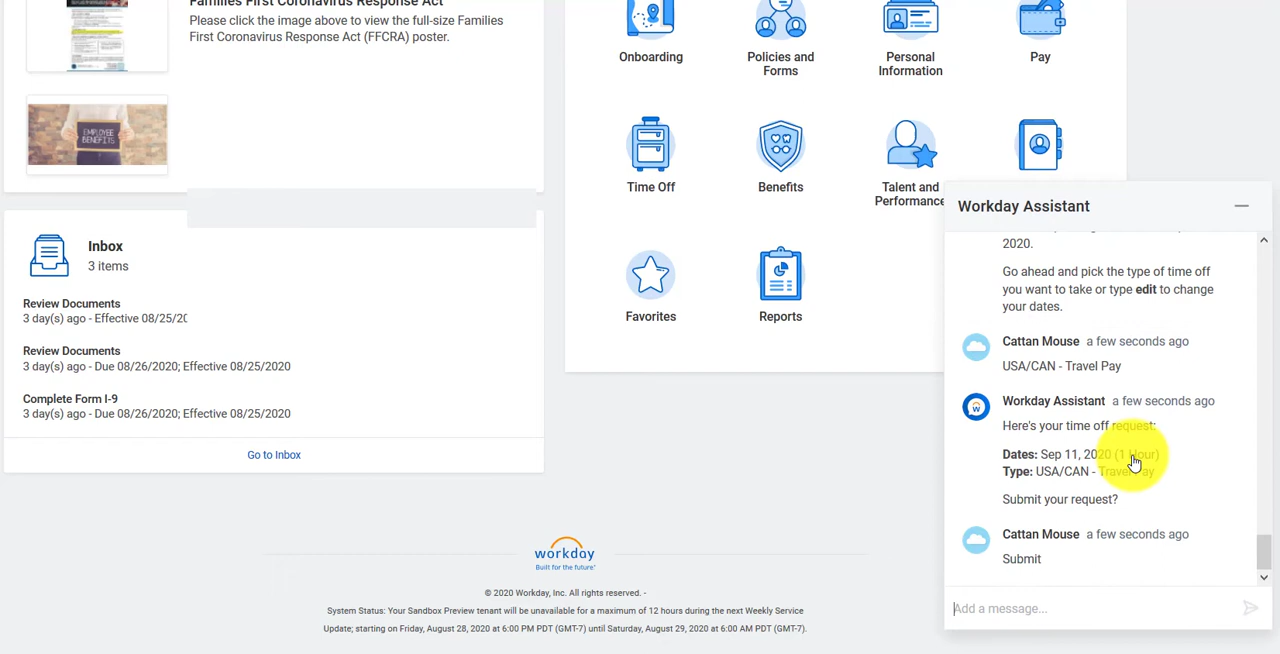 Families First Coronavirus Response Act
Please click the image above to view the full-size Families
First Coronavirus Response Act (FFCRA) poster.
EMPLOYEE
BENEFITS
Inbox
3 items
Review Documents
3 day(s) ago - Effective 08/25/20
Review Documents
3 day(s) ago - Due 08/26/2020; Effective 08/25/2020
Complete Form I-9
3 day(s) ago - Due 08/26/2020; Effective 08/25/2020
Go to Inbox
Onboarding
Policies and
Forms
Personal
Information
Pay
Time Off
Benefits
Talent and
Performance
Favorites
Reports
Workday Assistant
2020.
Go ahead and pick the type of time off
you want to take or type edit to change
your dates.
Cattan Mouse a few seconds ago
USA/CAN - Travel Pay
Workday Assistant a few seconds ago
Here's your time off request:
Dates: Sep 11, 2020 (1 Hour)
Type: USA/CAN - Travel Pay
Submit your request?
Cattan Mouse a few seconds ago
Submit
Add a message...
workday
Built for the future.
© 2020 Workday, Inc. All rights reserved. -
System Status: Your Sandbox Preview tenant will be unavailable for a maximum of 12 hours during the next Weekly Service
Update; starting on Friday, August 28, 2020 at 6:00 PM PDT (GMT-7) until Saturday, August 29, 2020 at 6:00 AM PDT (GMT-7).